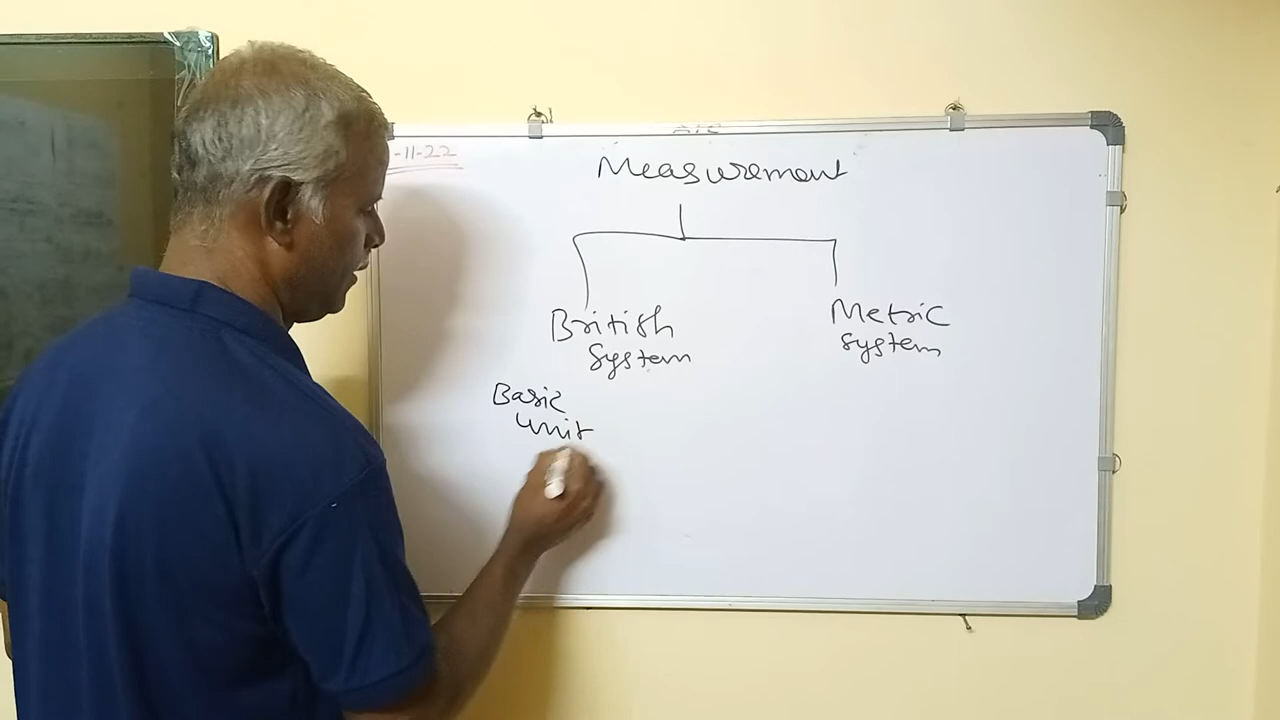 -11-22
Measurement
British
System
Metric
System
Basic
Unit